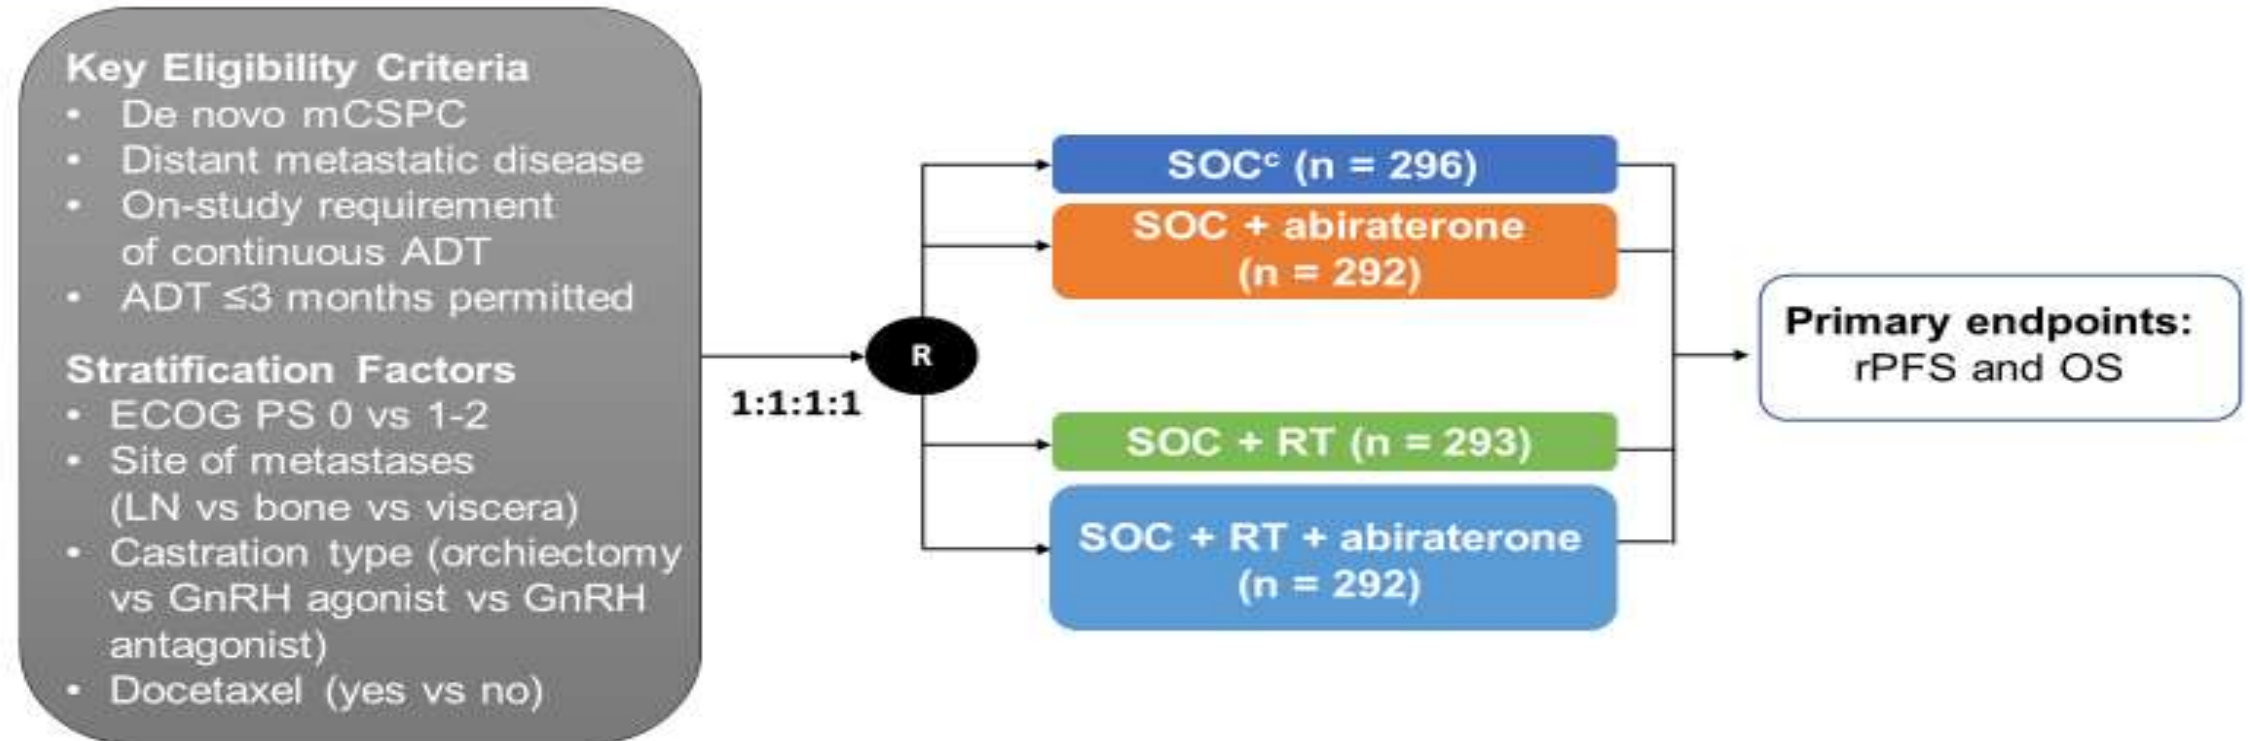 Key Eligibility Criteria
• De novo mCSPC
• Distant metastatic disease
• On-study requirement
of continuous ADT
• ADT ≤3 months permitted
Stratification Factors
• ECOG PS 0 vs 1-2
• Site of metastases
(LN vs bone vs viscera)
• Castration type (orchiectomy
vs GnRH agonist vs GnRH
antagonist)
• Docetaxel (yes vs no)
1:1:1:1
R
SOCᶜ (n = 296)
SOC + abiraterone
(n = 292)
SOC + RT (n = 293)
SOC + RT + abiraterone
(n = 292)
Primary endpoints:
rPFS and OS